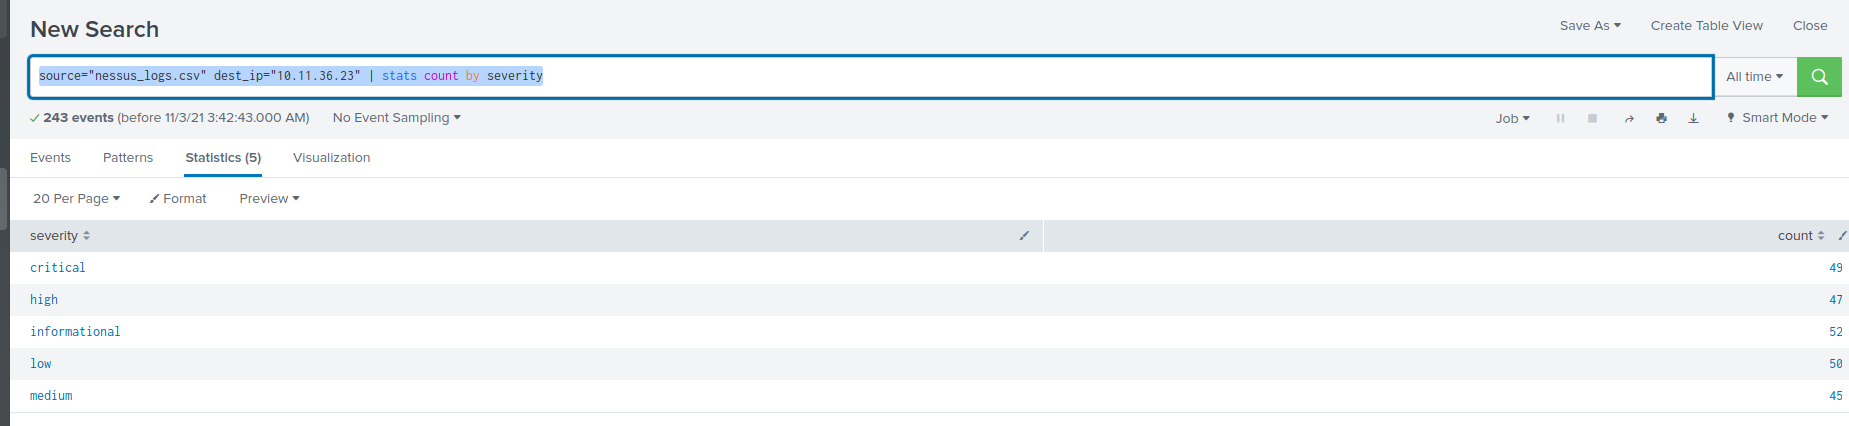 New Search
Save As Create Table View Close
source="nessus_logs.csv" dest_ip="10.11.36.23" | stats count by severity
All time
243 events (before 11/3/21 3:42:43.000 AM) No Event Sampling
Job Smart Mode
Events Patterns Statistics (5) Visualization
20 Per Page Format Preview
severity count
critical 49
high 47
informational 52
low 50
medium 45